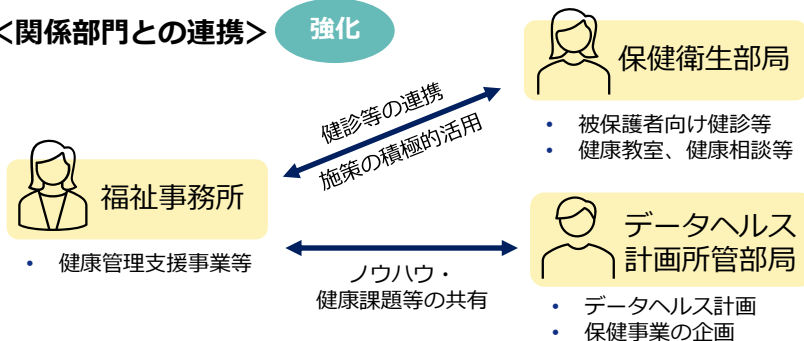 <関係部門との連携>
強化
保健衛生部局
• 被保護者向け健診等
• 健康教室、健康相談等
健診等の連携
施策の積極的活用
福祉事務所
• 健康管理支援事業等
ノウハウ・
健康課題等の共有
データヘルス
計画所管部局
• データヘルス計画
• 保健事業の企画